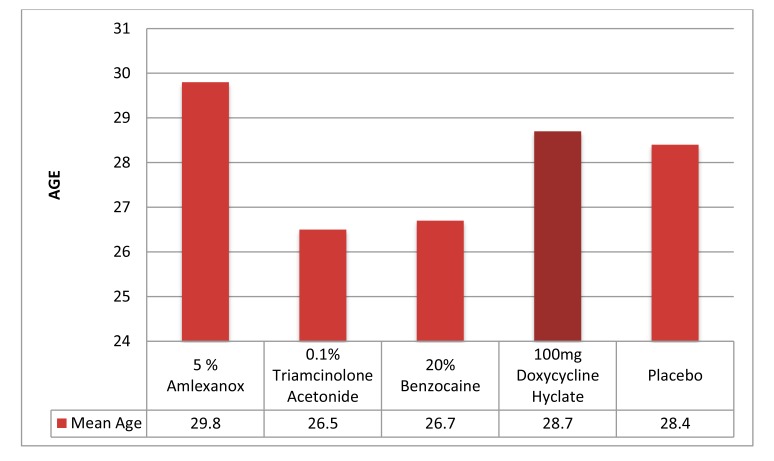 31
30
29
28
27
26
25
24
AGE
5 %
Amlexanox
0.1%
Triamcinolone
Acetonide
20%
Benzocaine
100mg
Doxycycline
Hyclate
Placebo
Mean Age 29.8 26.5 26.7 28.7 28.4